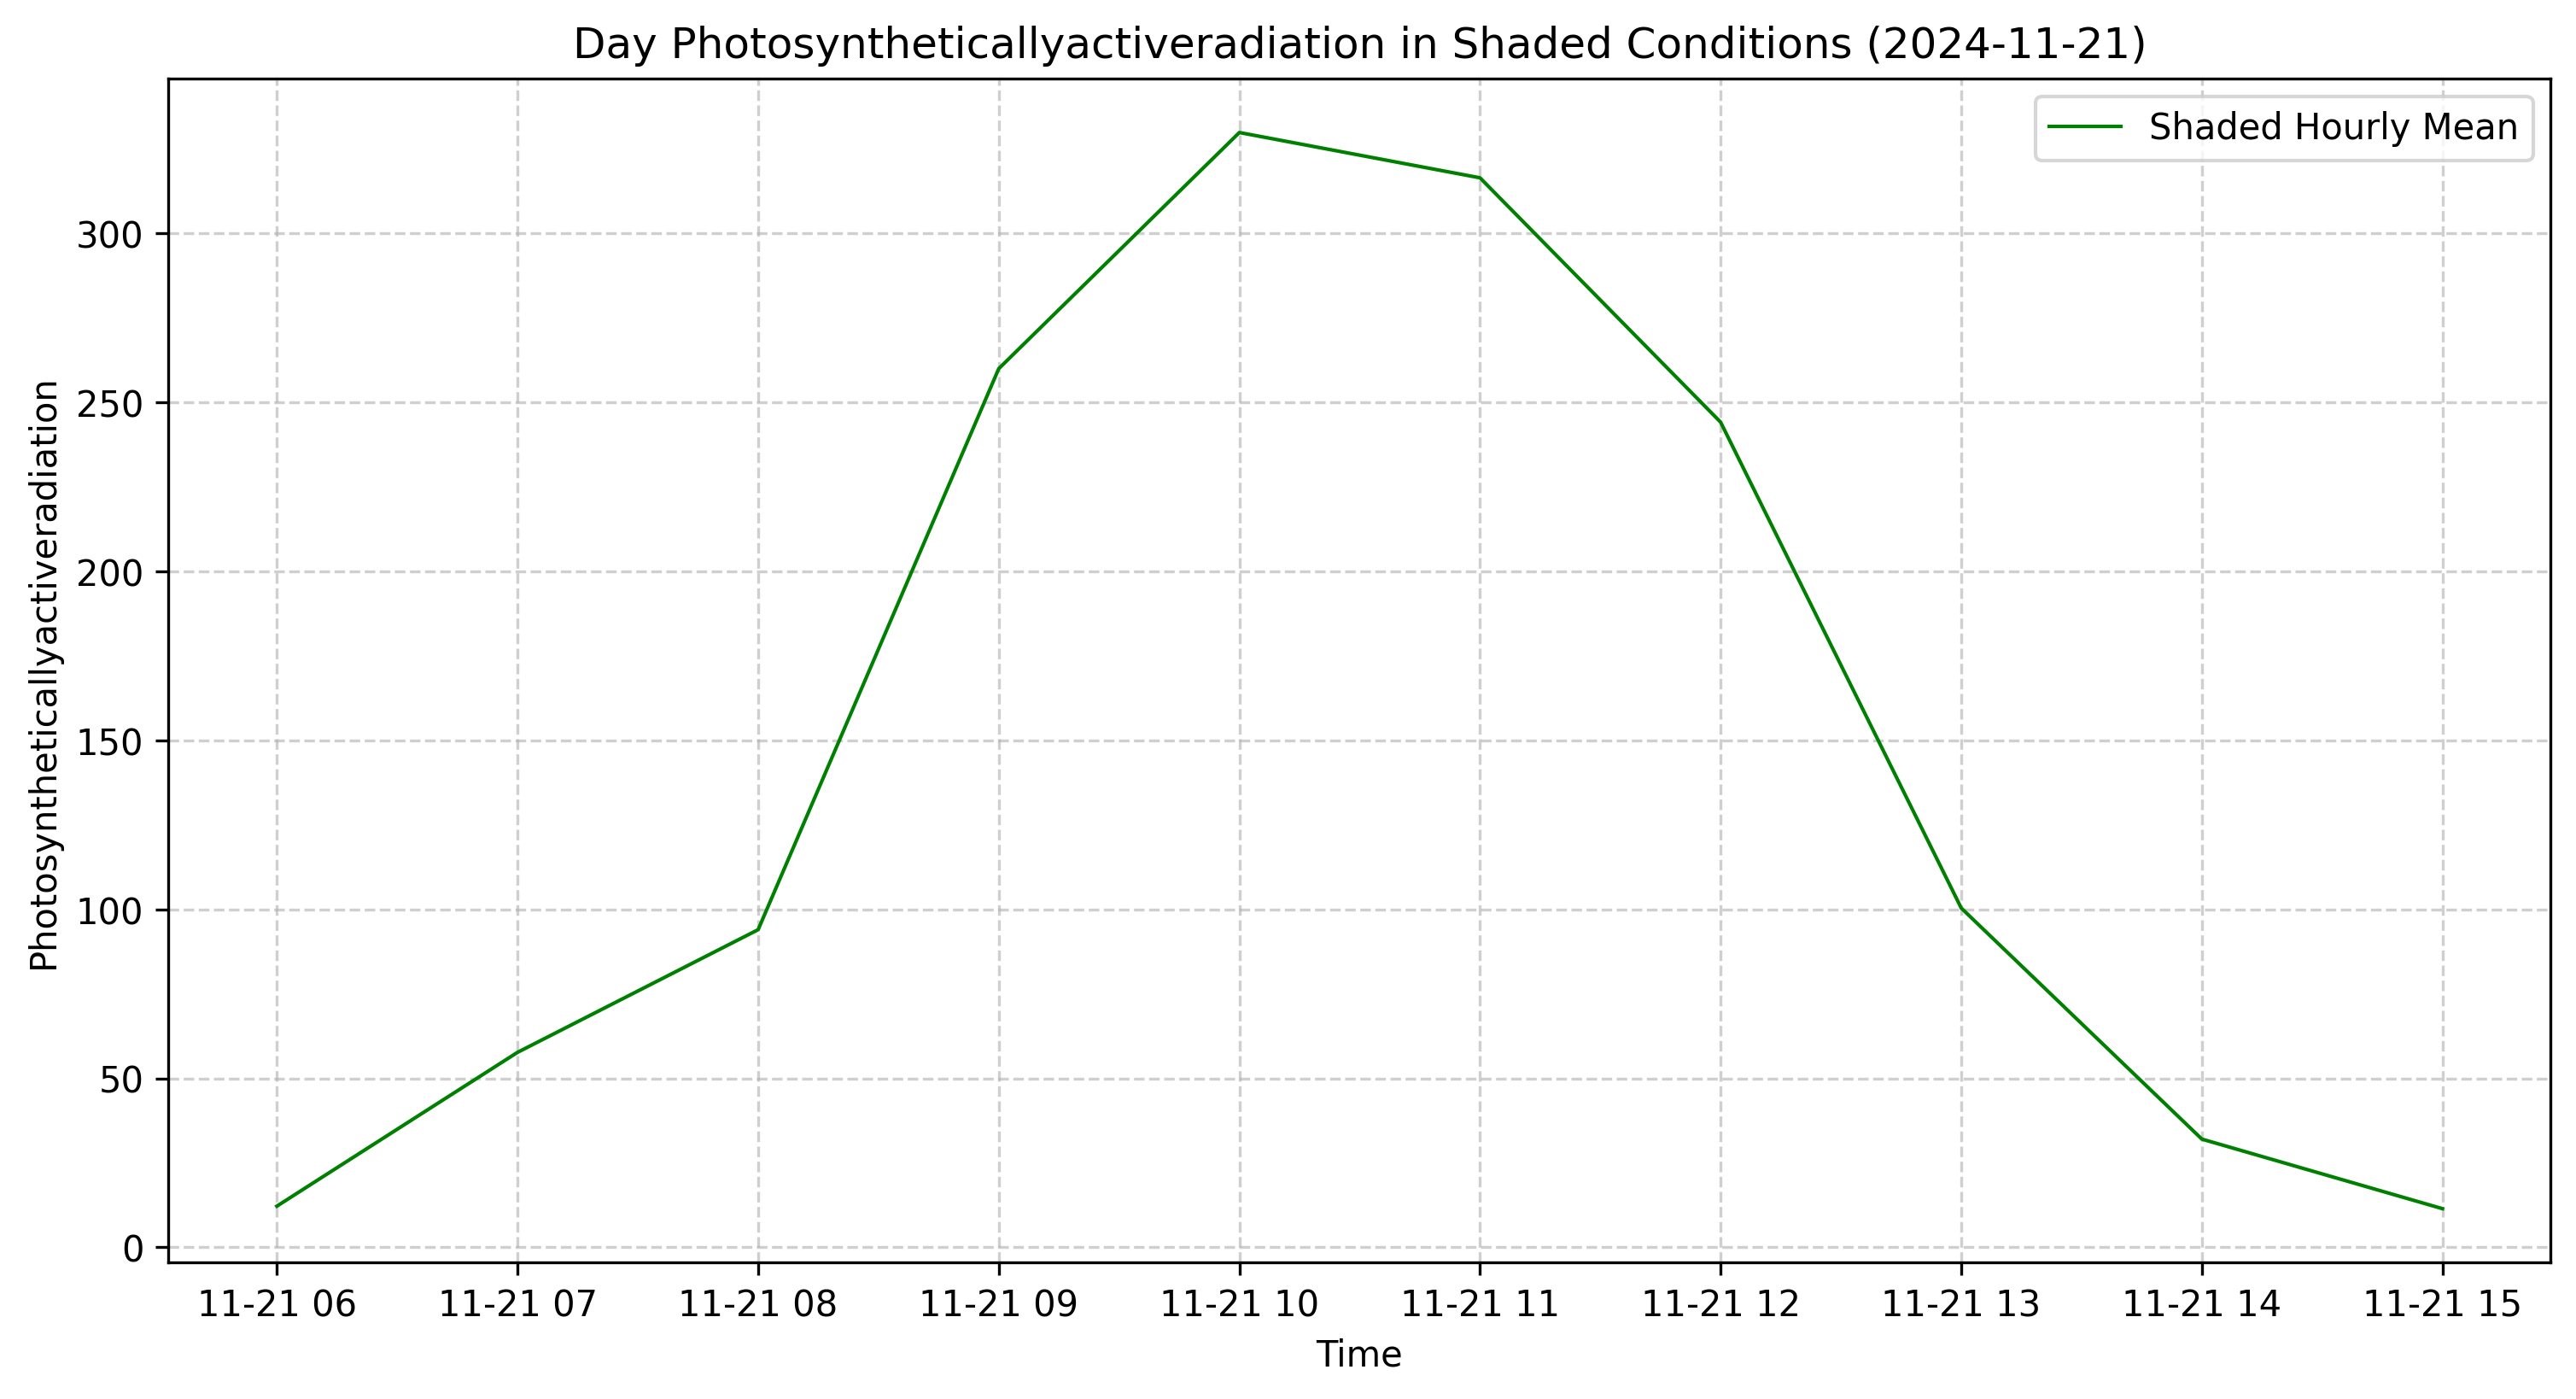 Day Photosyntheticallyactiveradiation in Shaded Conditions (2024-11-21)
Shaded Hourly Mean
Photosyntheticallyactiveradiation
300
250
200
150
100
50
0
11-21 06 11-21 07 11-21 08 11-21 09 11-21 10 11-21 11 11-21 12 11-21 13 11-21 14 11-21 15
Time